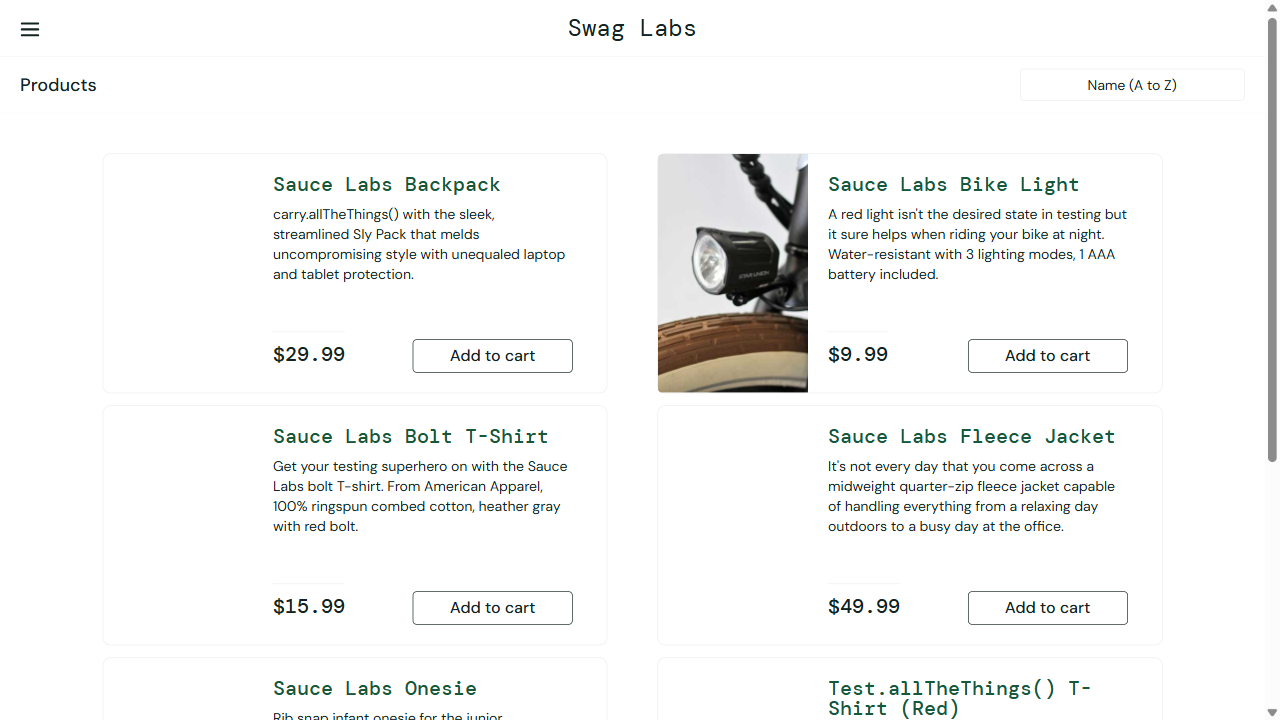 Swag Labs
Products
Name (A to Z)
Sauce Labs Backpack
carry.allTheThings() with the sleek,
streamlined Sly Pack that melds
uncompromising style with unequaled laptop
and tablet protection.
$29.99
Add to cart
Sauce Labs Bike Light
A red light isn't the desired state in testing but
it sure helps when riding your bike at night.
Water-resistant with 3 lighting modes, 1 AAA
battery included.
$9.99
Add to cart
Sauce Labs Bolt T-Shirt
Get your testing superhero on with the Sauce
Labs bolt T-shirt. From American Apparel,
100% ringspun combed cotton, heather gray
with red bolt.
$15.99
Add to cart
Sauce Labs Fleece Jacket
It's not every day that you come across a
midweight quarter-zip fleece jacket capable
of handling everything from a relaxing day
outdoors to a busy day at the office.
$49.99
Add to cart
Sauce Labs Onesie
Rib snap infant onesie for the junior
Test.allTheThings() T-
Shirt (Red)